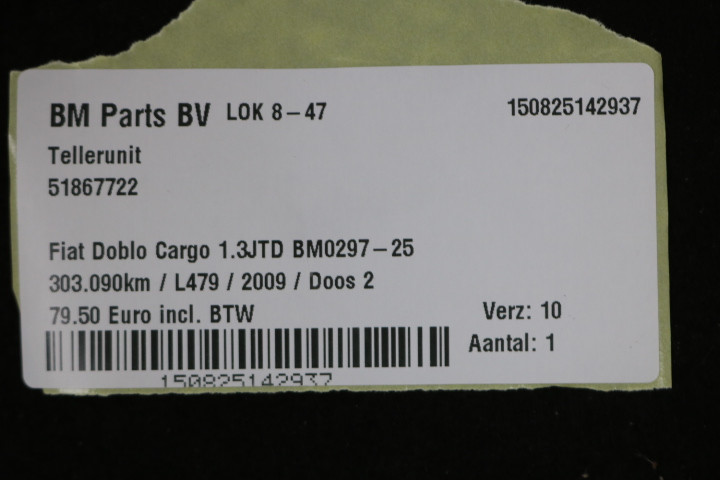 BM Parts BV LOK 8-47 150825142937
Tellerunit
51867722
Fiat Doblo Cargo 1.3JTD BM0297-25
303.090km / L479 / 2009 / Doos 2
79.50 Euro incl. BTW Verz: 10
Aantal: 1
150825142937